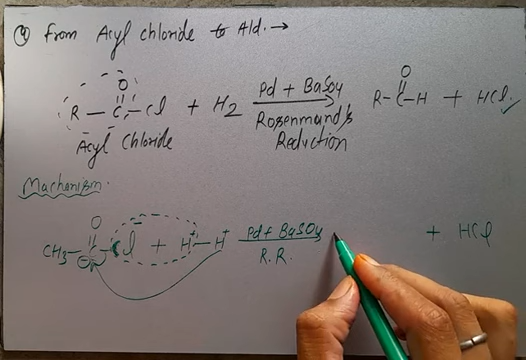 ④ From Acyl chloride to Ald. →
O
R — C — Cl + H2 Pd + BaSO4 R - C - H + HCl
O
Rosenmand's
Acyl Chloride Reduction
Mechanism
O
CH3 — C Cl + H — H Pd + BaSO4 + HCl
R. R.